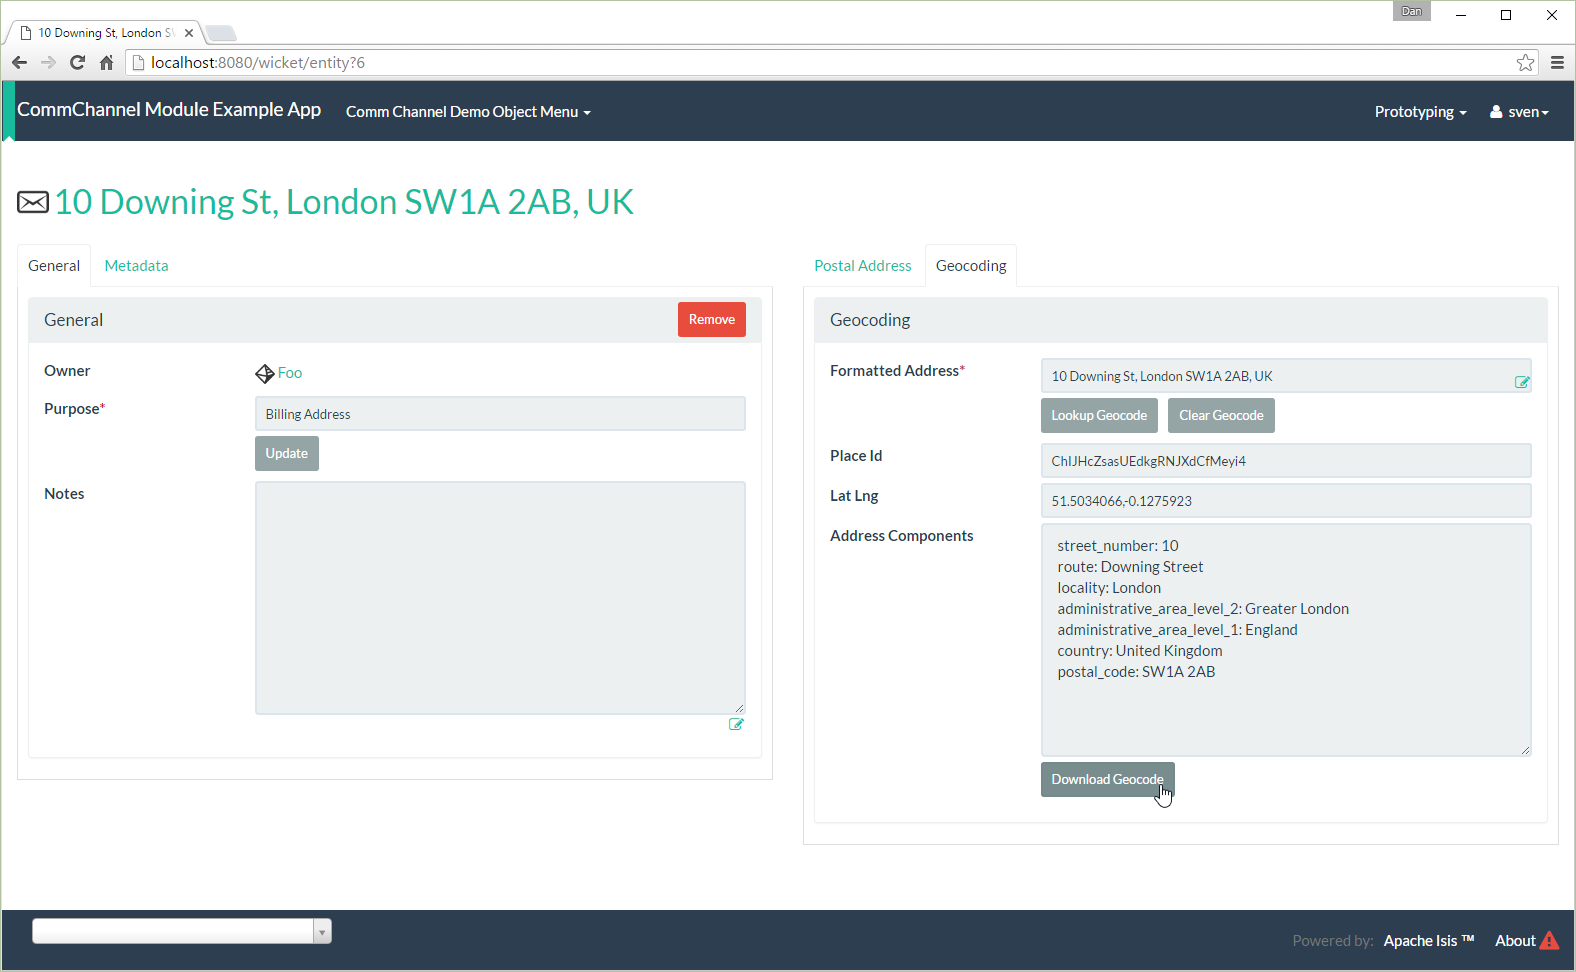 Dan
10 Downing St, London S
localhost:8080/wicket/entity?6
CommChannel Module Example App
Comm Channel Demo Object Menu
Prototyping
sven
10 Downing St, London SW1A 2AB, UK
General
Metadata
General
Remove
Owner
Foo
Purpose*
Billing Address
Update
Notes
Postal Address
Geocoding
Geocoding
Formatted Address*
10 Downing St, London SW1A 2AB, UK
Lookup Geocode
Clear Geocode
Place Id
ChIJHcZsasUEdkgRNJXdCfMeyi4
Lat Lng
51.5034066,-0.1275923
Address Components
street_number: 10
route: Downing Street
locality: London
administrative_area_level_2: Greater London
administrative_area_level_1: England
country: United Kingdom
postal_code: SW1A 2AB
Download Geocode
Powered by: Apache Isis ™
About